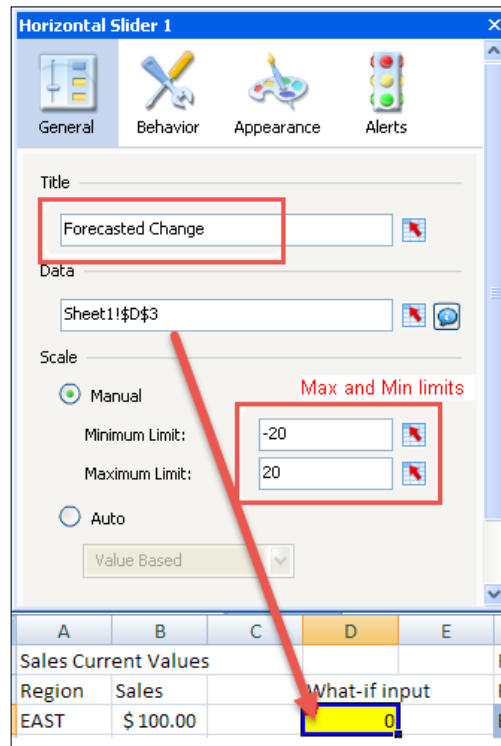 Horizontal Slider 1
General Behavior Appearance Alerts
Title
Forecasted Change
Data
Sheet1!$D$3
Scale
Manual
Max and Min limits
Minimum Limit: -20
Maximum Limit: 20
Auto
Value Based
A B C D E
Sales Current Values
Region Sales What-if input
EAST $ 100.00 0